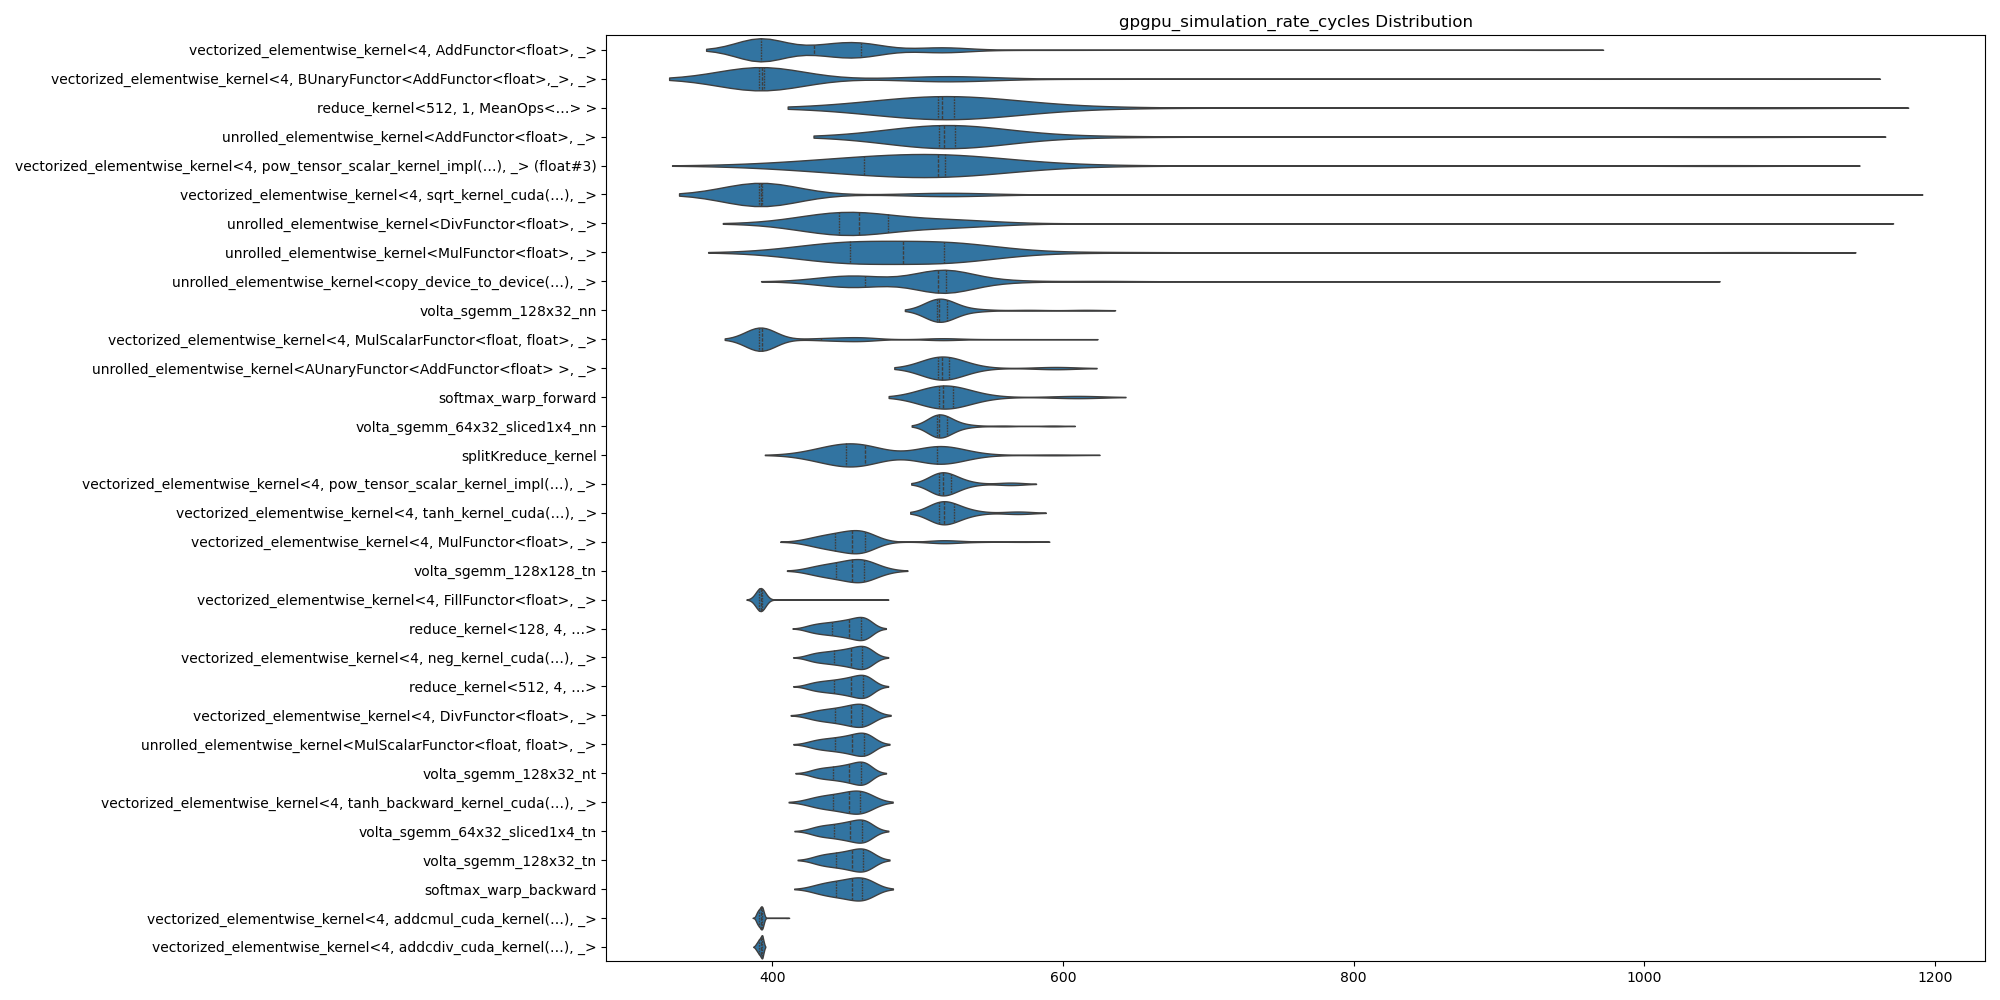 gpgpu_simulation_rate_cycles Distribution
vectorized_elementwise_kernel<4, AddFunctor<float>, _>
vectorized_elementwise_kernel<4, BUnaryFunctor<AddFunctor<float>,_>, _>
reduce_kernel<512, 1, MeanOps<...> >
unrolled_elementwise_kernel<AddFunctor<float>, _>
vectorized_elementwise_kernel<4, pow_tensor_scalar_kernel_impl(...), _> (float#3)
vectorized_elementwise_kernel<4, sqrt_kernel_cuda(...), _>
unrolled_elementwise_kernel<DivFunctor<float>, _>
unrolled_elementwise_kernel<MulFunctor<float>, _>
unrolled_elementwise_kernel<copy_device_to_device(...), _>
volta_sgemm_128x32_nn
vectorized_elementwise_kernel<4, MulScalarFunctor<float, float>, _>
unrolled_elementwise_kernel<AUnaryFunctor<AddFunctor<float> >, _>
softmax_warp_forward
volta_sgemm_64x32_sliced1x4_nn
splitKreduce_kernel
vectorized_elementwise_kernel<4, pow_tensor_scalar_kernel_impl(...), _>
vectorized_elementwise_kernel<4, tanh_kernel_cuda(...), _>
vectorized_elementwise_kernel<4, MulFunctor<float>, _>
volta_sgemm_128x128_tn
vectorized_elementwise_kernel<4, FillFunctor<float>, _>
reduce_kernel<128, 4, ...>
vectorized_elementwise_kernel<4, neg_kernel_cuda(...), _>
reduce_kernel<512, 4, ...>
vectorized_elementwise_kernel<4, DivFunctor<float>, _>
unrolled_elementwise_kernel<MulScalarFunctor<float, float>, _>
volta_sgemm_128x32_nt
vectorized_elementwise_kernel<4, tanh_backward_kernel_cuda(...), _>
volta_sgemm_64x32_sliced1x4_tn
volta_sgemm_128x32_tn
softmax_warp_backward
vectorized_elementwise_kernel<4, addcmul_cuda_kernel(...), _>
vectorized_elementwise_kernel<4, addcdiv_cuda_kernel(...), _>
400 600 800 1000 1200